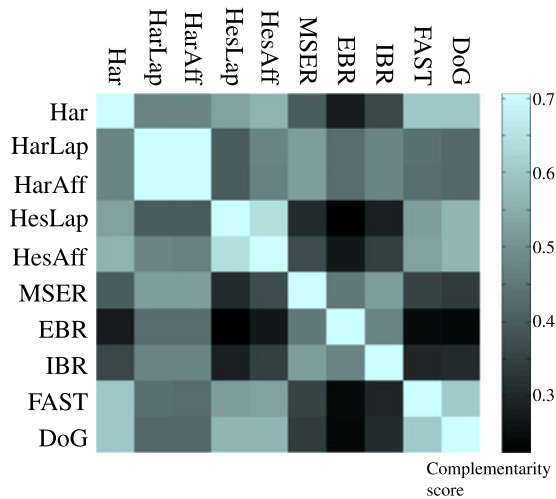 Har HarLap HarAff HesLap HesAff MSER EBR IBR FAST DoG
Har
HarLap
HarAff
HesLap
HesAff
MSER
EBR
IBR
FAST
DoG
0.7
0.6
0.5
0.4
0.3
Complementarity
score